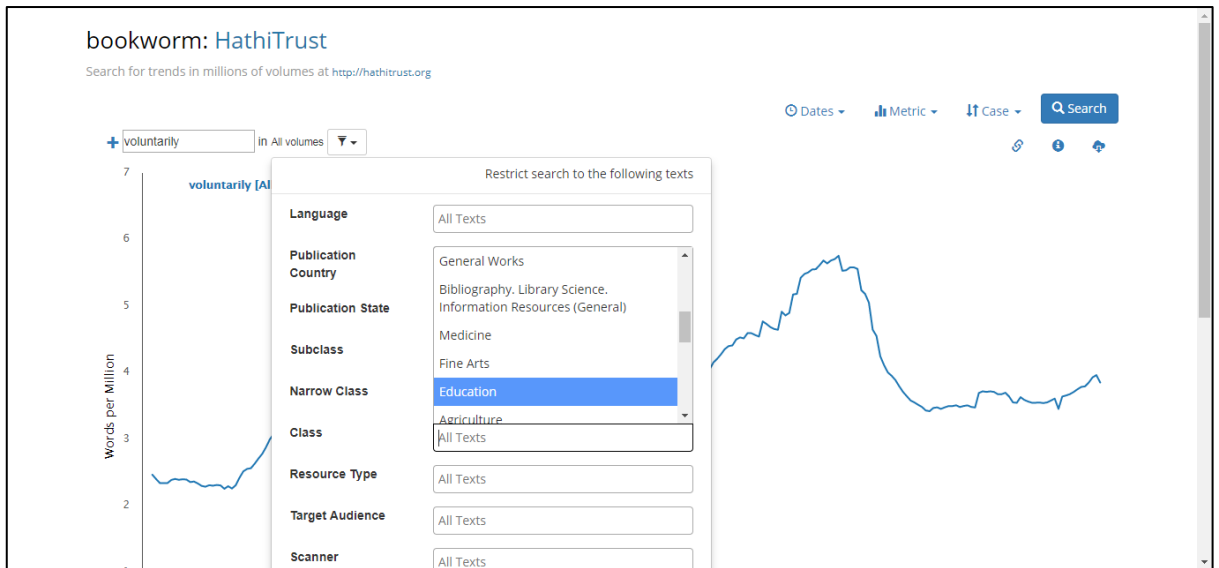 bookworm: HathiTrust
Search for trends in millions of volumes at http://hathitrust.org
Dates
Metric
Case
Search
voluntarily
in All volumes
7
voluntarily [Al
Restrict search to the following texts
Language
All Texts
6
Publication
Country
General Works
Bibliography. Library Science.
Information Resources (General)
Publication State
5
Medicine
Subclass
Fine Arts
4
Narrow Class
Education
Agriculture
Class
All Texts
3
Words per Million
Resource Type
All Texts
2
Target Audience
All Texts
Scanner
All Texts